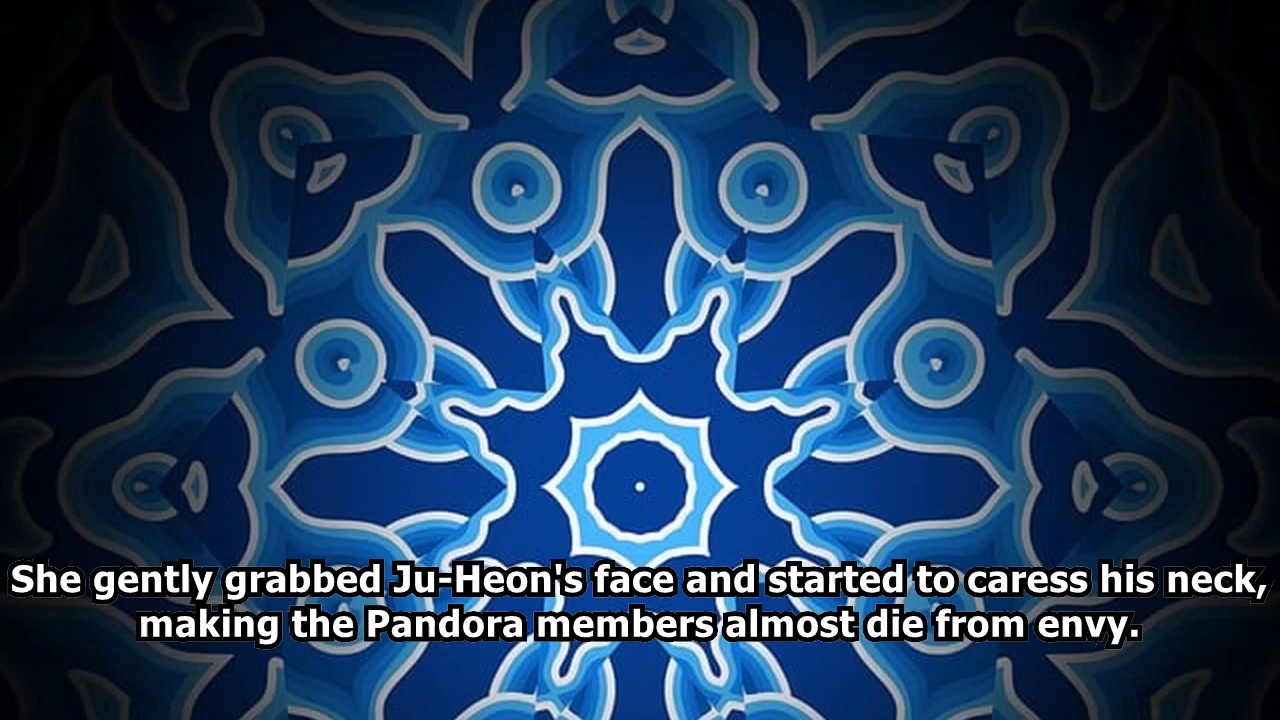 She gently grabbed Ju-Heon's face and started to caress his neck,
making the Pandora members almost die from envy.